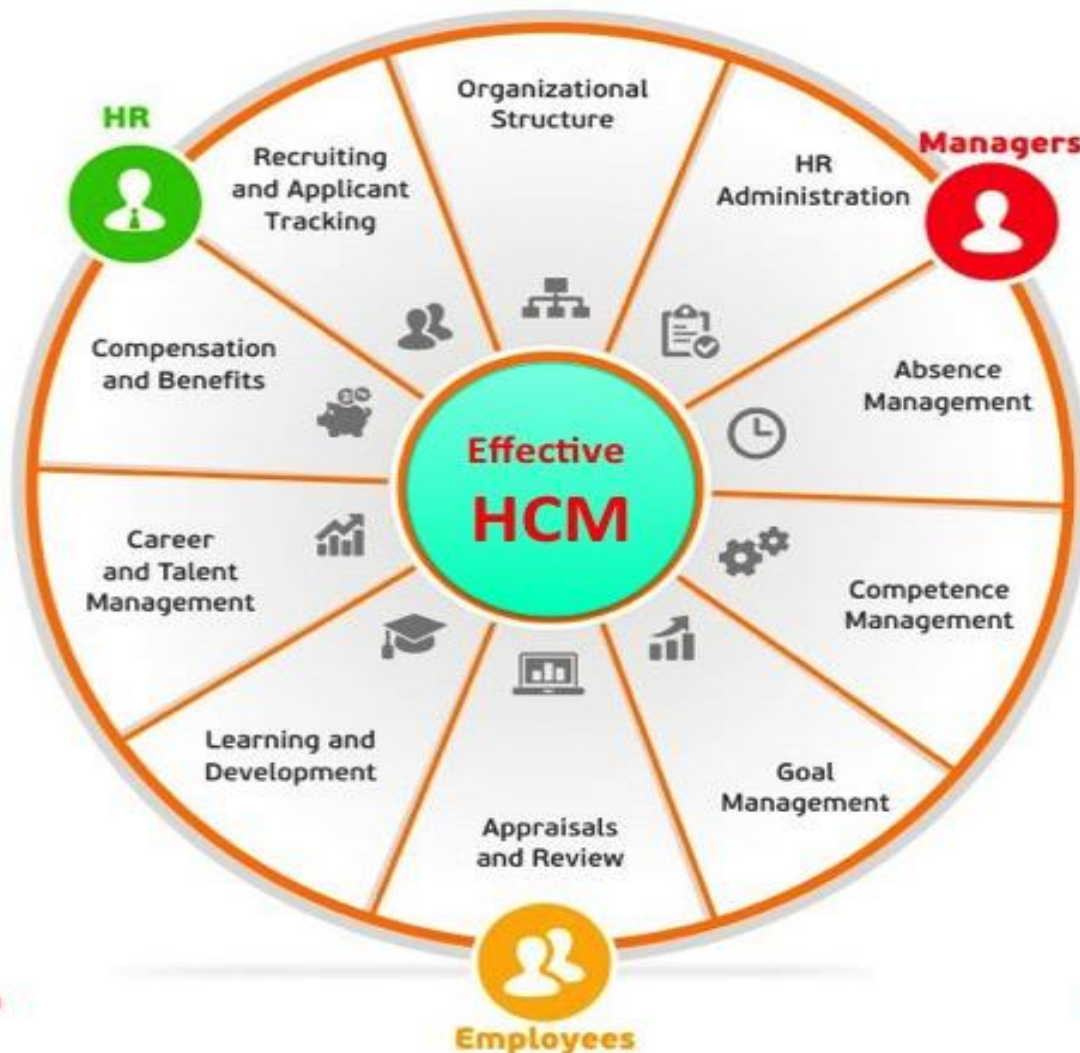 Organizational
Structure
HR
Administration
Managers
Absence
Management
Competence
Management
Goal
Management
Appraisals
and Review
Employees
Learning and
Development
Career
and Talent
Management
Compensation
and Benefits
HR
Recruiting
and Applicant
Tracking
Effective
HCM